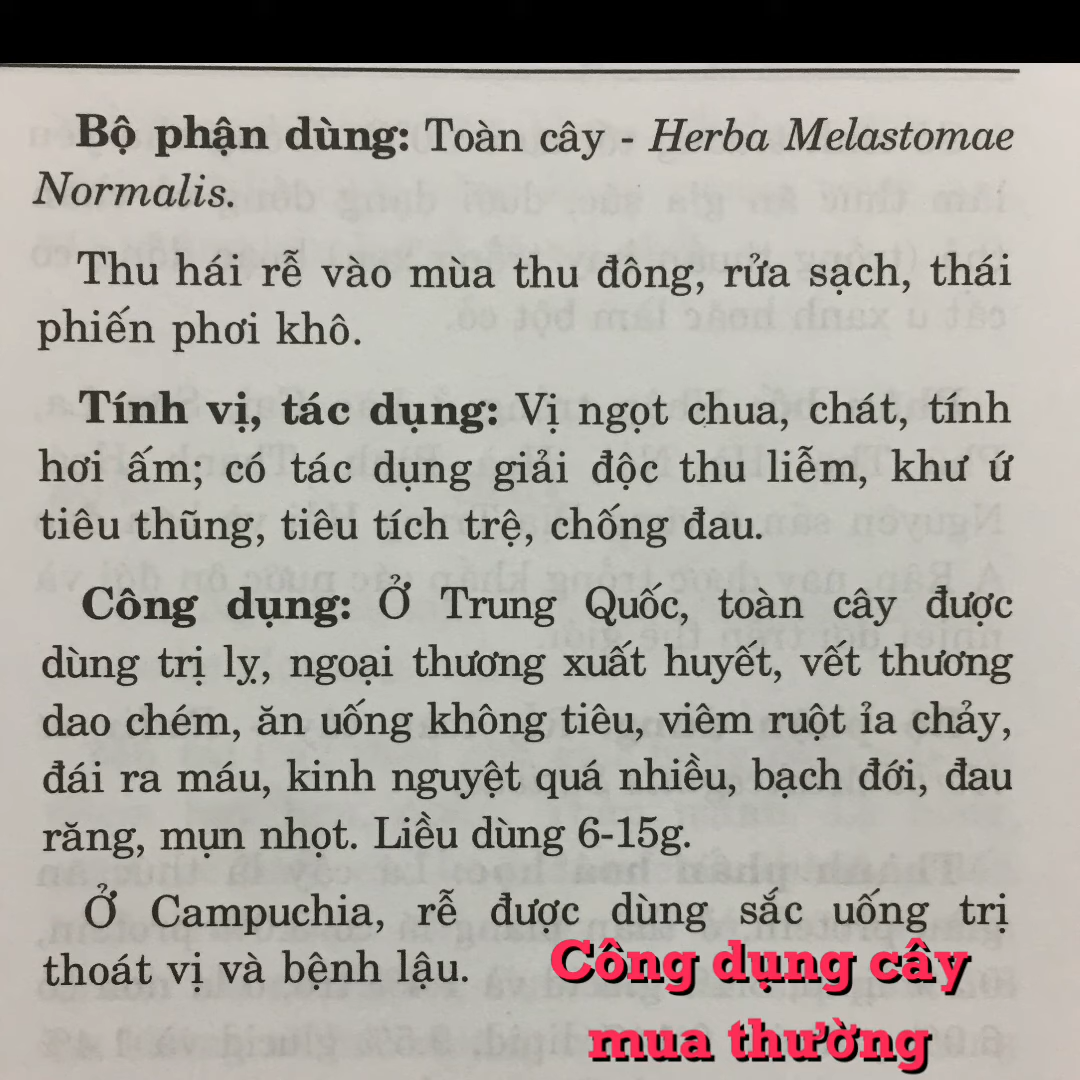 Bộ phận dùng: Toàn cây - Herba Melastomae
Normalis.
Thu hái rễ vào mùa thu đông, rửa sạch, thái
phiến phơi khô.
Tính vị, tác dụng: Vị ngọt chua, chát, tính
hơi ấm; có tác dụng giải độc thu liễm, khư ứ
tiêu thũng, tiêu tích trệ, chống đau.
Công dụng: Ở Trung Quốc, toàn cây được
dùng trị lỵ, ngoại thương xuất huyết, vết thương
dao chém, ăn uống không tiêu, viêm ruột ỉa chảy,
đái ra máu, kinh nguyệt quá nhiều, bạch đới, đau
răng, mụn nhọt. Liều dùng 6-15g.
Ở Campuchia, rễ được dùng sắc uống trị
thoát vị và bệnh lậu.
Công dụng cây
mua thường